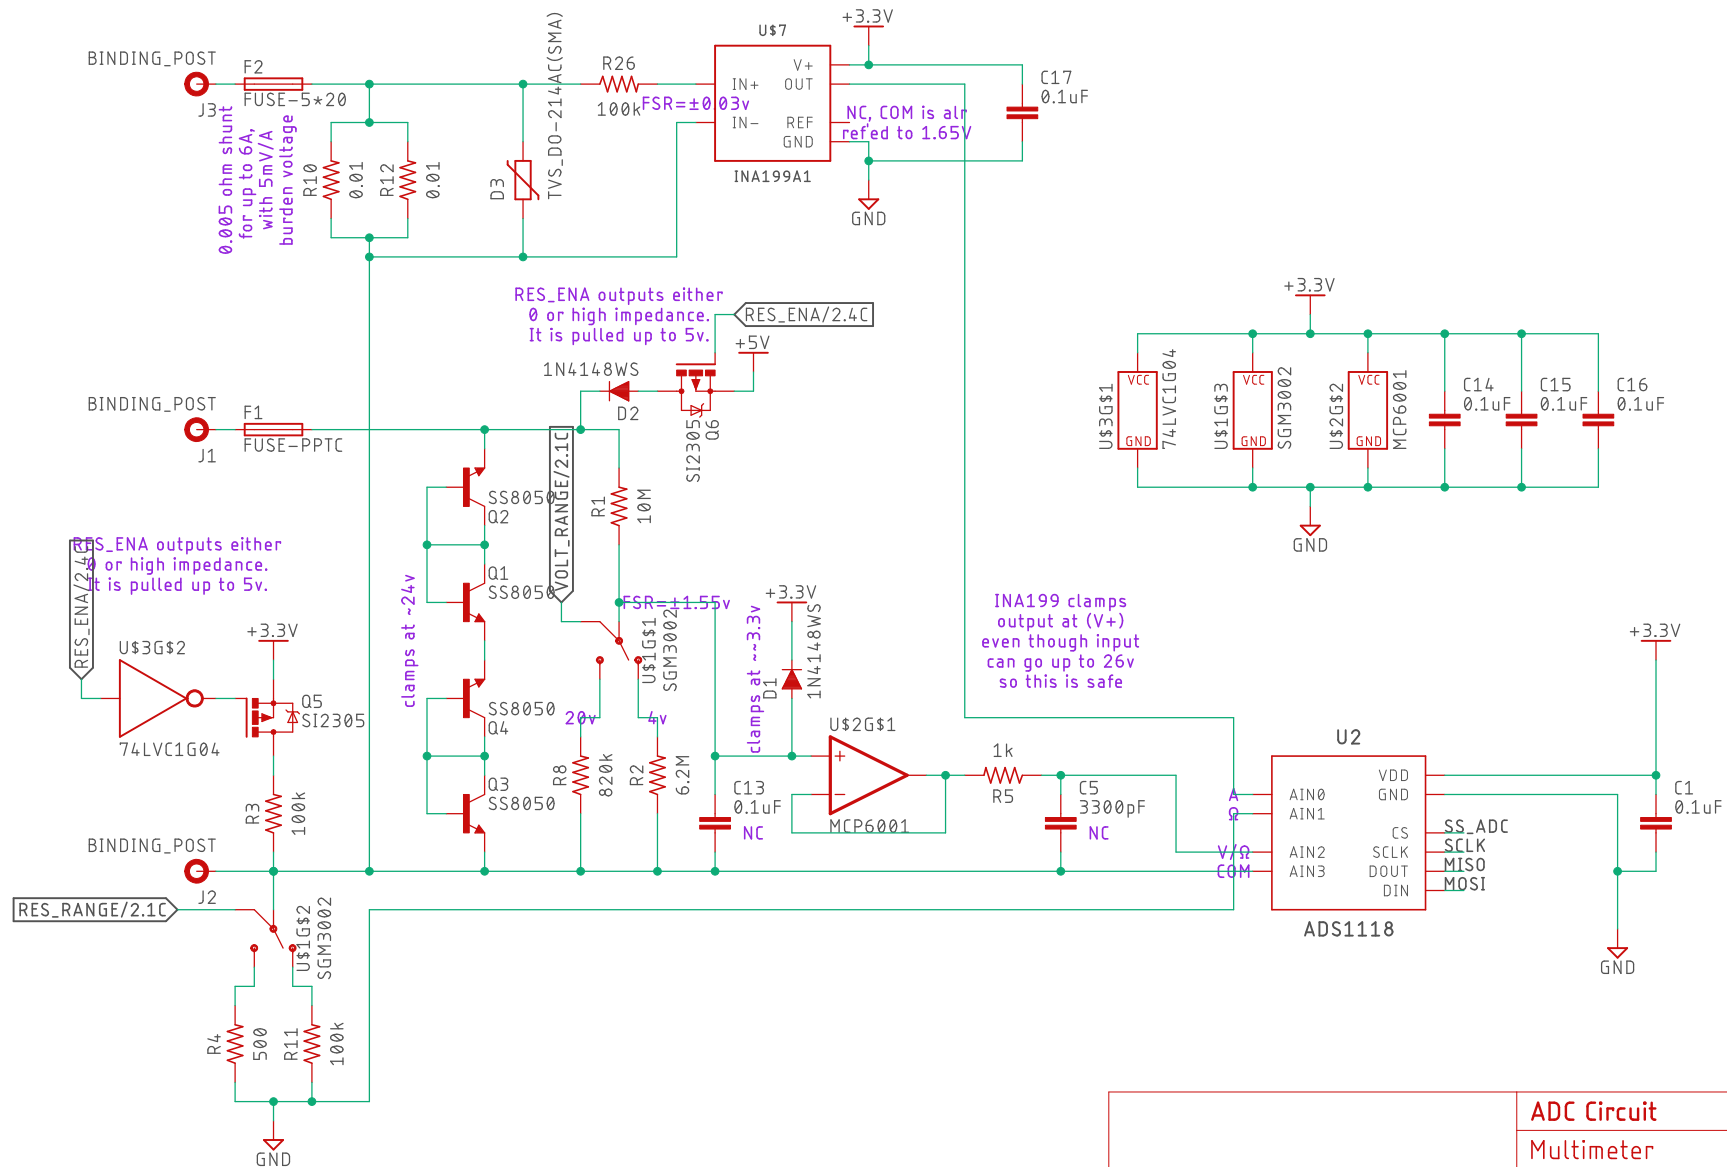 +3.3V
U$7
BINDING_POST
F2
FUSE-5*20
J3
R26
100k
FSR=±0.03v
IN+
IN-
V+
OUT
REF
GND
INA199A1
C17
0.1uF
NC, COM is alr
ref'ed to 1.65V
GND
0.005 ohm shunt
for up to 6A,
with 5mV/A
burden voltage
R10
0.01
R12
0.01
D3
TVS_DO-214AC(SMA)
RES_ENA outputs either
0 or high impedance.
It is pulled up to 5v.
RES_ENA/2.4C
+5V
1N4148WS
D2
SI2305
Q6
BINDING_POST
F1
FUSE-PPTC
J1
+3.3V
U$3G$1
VCC
GND
74LVC1G04
U$1G$3
VCC
GND
SGM3002
U$2G$2
VCC
GND
MCP6001
C14
0.1uF
C15
0.1uF
C16
0.1uF
GND
SS8050
Q2
Q1
SS8050
SS8050
Q4
Q3
SS8050
clamps at ~24v
VOLT_RANGE/2.1C
R1
10M
FSR=±1.55v
U$1G$1
SGM3002
20v
4v
R8
820k
R2
6.2M
RES_ENA outputs either
0 or high impedance.
It is pulled up to 5v.
RES_ENA/2.4C
U$3G$2
74LVC1G04
+3.3V
Q5
SI2305
R3
100k
clamps at ~~3.3v
+3.3V
D1
1N4148WS
C13
0.1uF
NC
U$2G$1
MCP6001
1k
R5
C5
3300pF
NC
INA199 clamps
output at (V+)
even though input
can go up to 26v
so this is safe
+3.3V
U2
A
Ω
V/Ω
COM
AIN0
AIN1
AIN2
AIN3
VDD
GND
CS
SCLK
DOUT
DIN
SS_ADC
SCLK
MISO
MOSI
ADS1118
C1
0.1uF
GND
BINDING_POST
J2
RES_RANGE/2.1C
U$1G$2
SGM3002
R4
500
R11
100k
GND
ADC Circuit
Multimeter